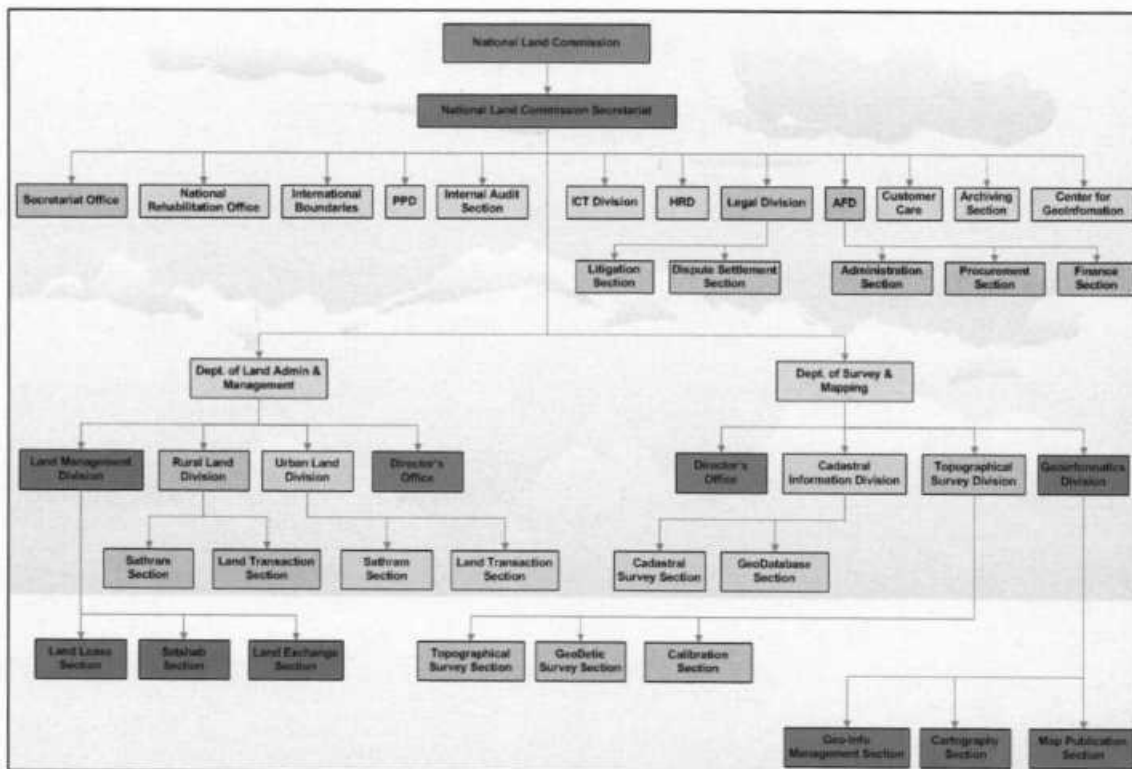 National Land Commission
National Land Commission Secretariat
Secretariat Office
National
Rehabilitation Office
International
Boundaries
PPD
Internal Audit
Section
ICT Division
HRD
Legal Division
AFD
Customer
Care
Archiving
Section
Center for
Geoinfomation
Litigation
Section
Dispute Settlement
Section
Administration
Section
Procurement
Section
Finance
Section
Dept. of Land Admin &
Management
Dept. of Survey &
Mapping
Land Management
Division
Rural Land
Division
Urban Land
Division
Director's
Office
Director's
Office
Cadastral
Information Division
Topographical
Survey Division
Geoinformatics
Division
Sathram
Section
Land Transaction
Section
Sathram
Section
Land Transaction
Section
Cadastral
Survey Section
GeoDatabase
Section
Land Lease
Section
Satshab
Section
Land Exchange
Section
Topographical
Survey Section
GeoDetic
Survey Section
Calibration
Section
Geo-info
Management Section
Cartography
Section
Map Publication
Section